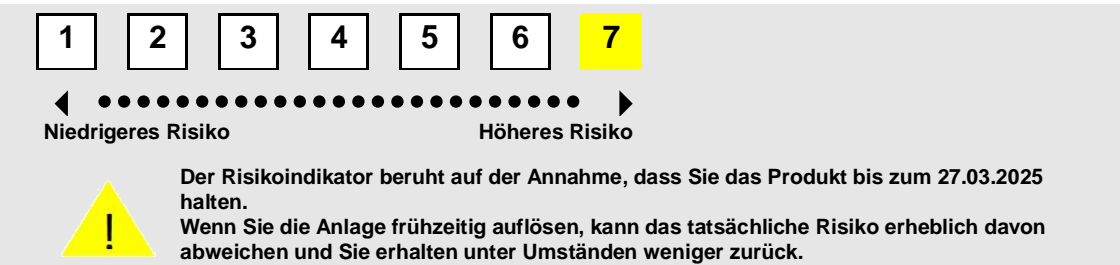 1 2 3 4 5 6 7
Niedrigeres Risiko Höheres Risiko
Der Risikoindikator beruht auf der Annahme, dass Sie das Produkt bis zum 27.03.2025
halten.
Wenn Sie die Anlage frühzeitig auflösen, kann das tatsächliche Risiko erheblich davon
abweichen und Sie erhalten unter Umständen weniger zurück.
!